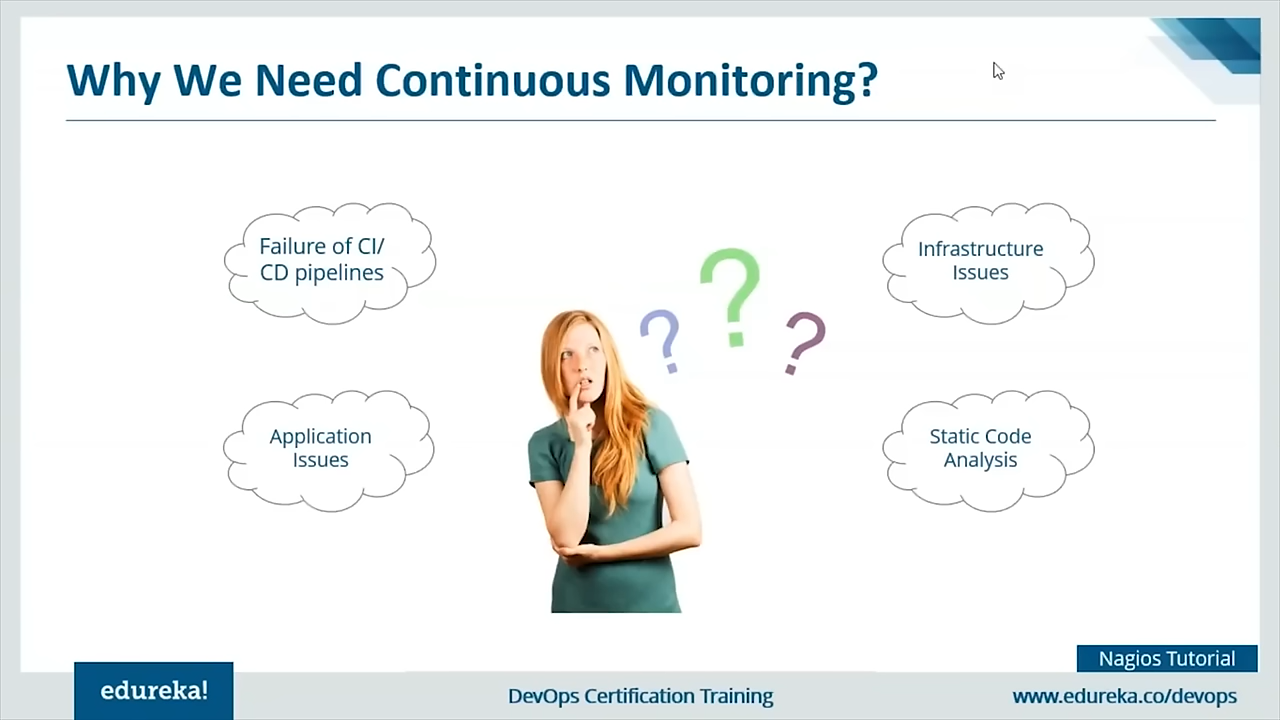 Why We Need Continuous Monitoring?
Failure of CI/
CD pipelines
Infrastructure
Issues
? ? ?
Application
Issues
Static Code
Analysis
Nagios Tutorial
edureka!
DevOps Certification Training
www.edureka.co/devops